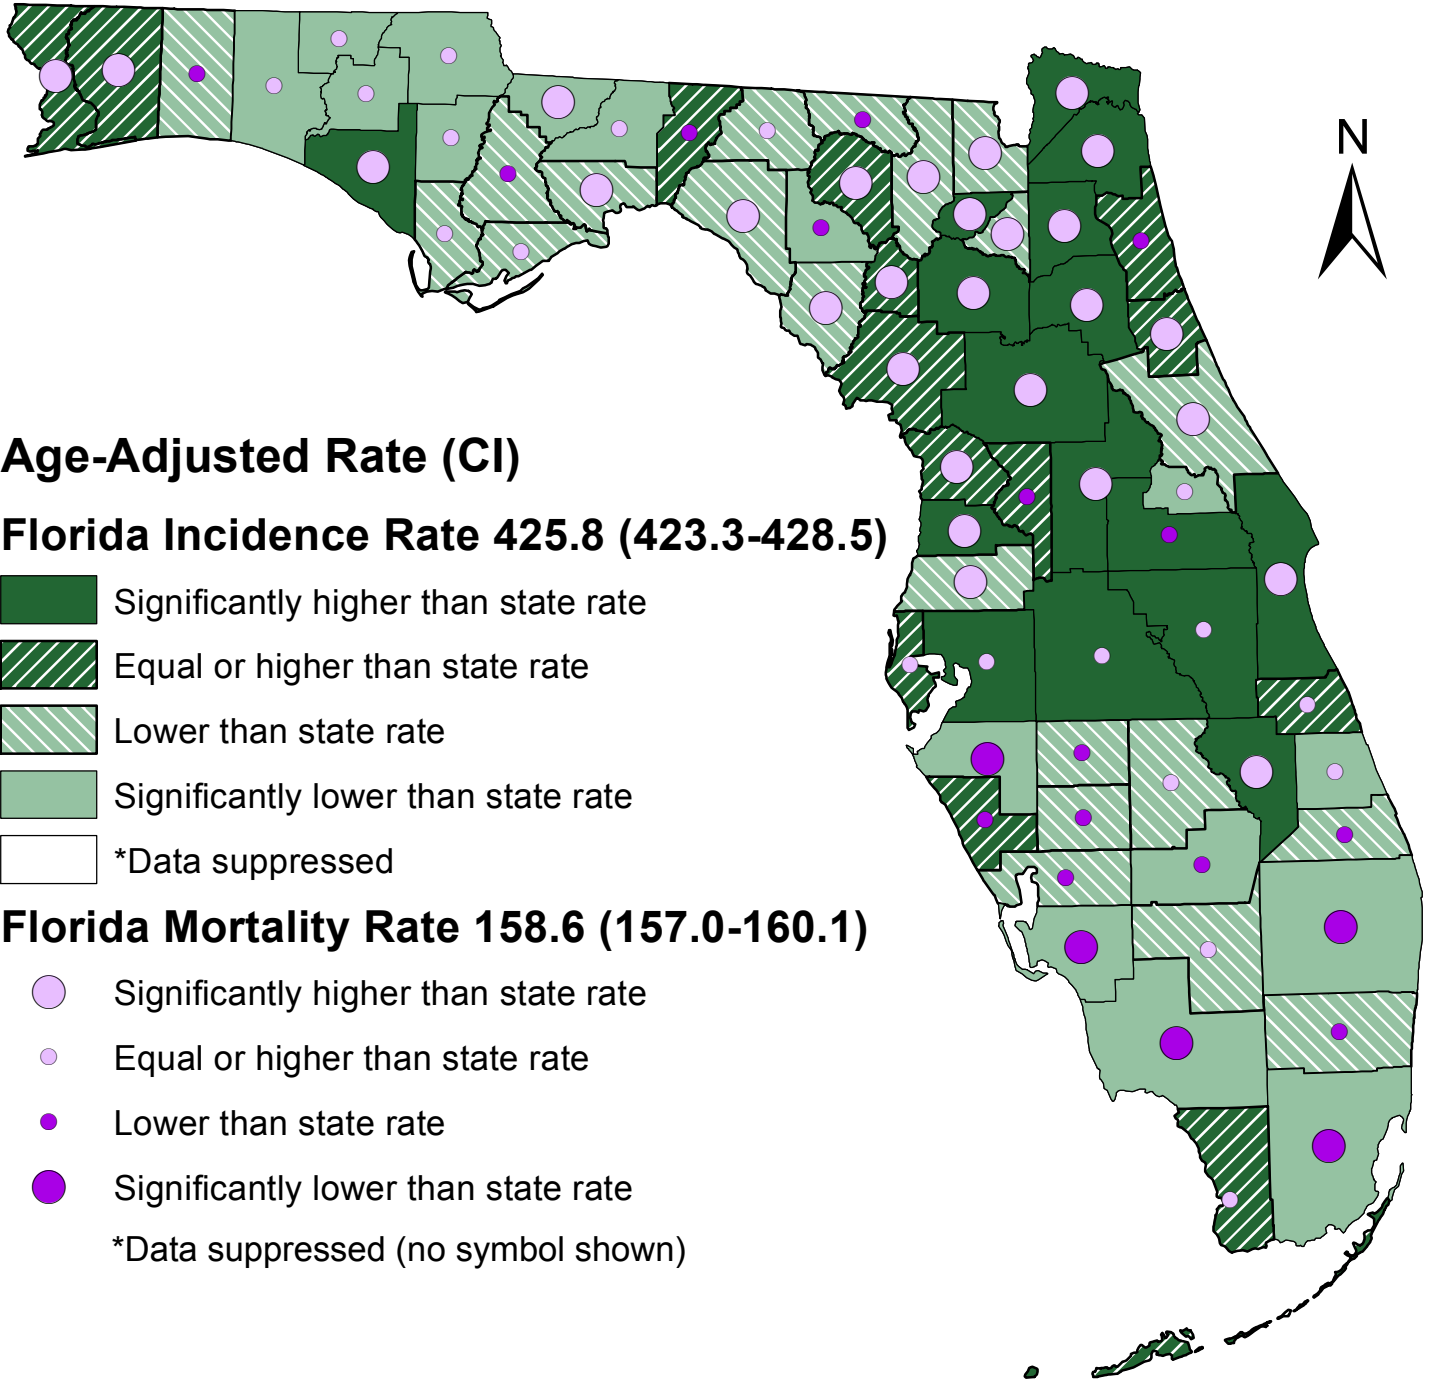 N
Age-Adjusted Rate (CI)
Florida Incidence Rate 425.8 (423.3-428.5)
Significantly higher than state rate
Equal or higher than state rate
Lower than state rate
Significantly lower than state rate
*Data suppressed
Florida Mortality Rate 158.6 (157.0-160.1)
Significantly higher than state rate
Equal or higher than state rate
Lower than state rate
Significantly lower than state rate
*Data suppressed (no symbol shown)